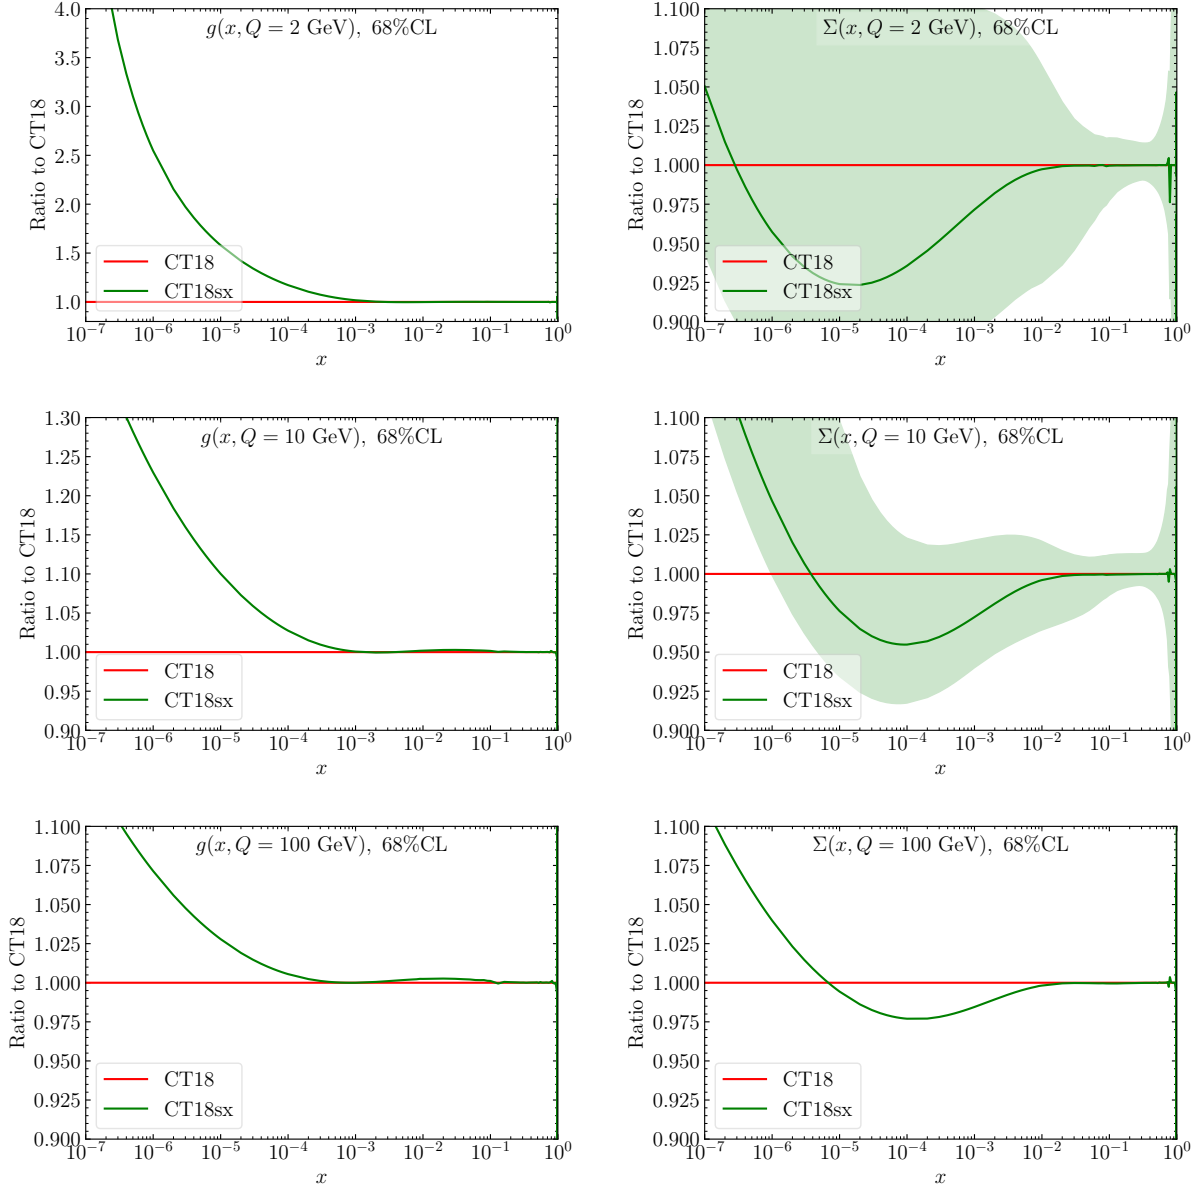 g(x, Q = 2 GeV), 68%CL
Ratio to CT18
4.0
3.5
3.0
2.5
2.0
1.5
1.0
CT18
CT18sx
10⁻⁷ 10⁻⁶ 10⁻⁵ 10⁻⁴ 10⁻³ 10⁻² 10⁻¹ 10⁰
x
Σ(x, Q = 2 GeV), 68%CL
Ratio to CT18
1.100
1.075
1.050
1.025
1.000
0.975
0.950
0.925
0.900
CT18
CT18sx
10⁻⁷ 10⁻⁶ 10⁻⁵ 10⁻⁴ 10⁻³ 10⁻² 10⁻¹ 10⁰
x
g(x, Q = 10 GeV), 68%CL
Ratio to CT18
1.30
1.25
1.20
1.15
1.10
1.05
1.00
0.95
0.90
CT18
CT18sx
10⁻⁷ 10⁻⁶ 10⁻⁵ 10⁻⁴ 10⁻³ 10⁻² 10⁻¹ 10⁰
x
Σ(x, Q = 10 GeV), 68%CL
Ratio to CT18
1.100
1.075
1.050
1.025
1.000
0.975
0.950
0.925
0.900
CT18
CT18sx
10⁻⁷ 10⁻⁶ 10⁻⁵ 10⁻⁴ 10⁻³ 10⁻² 10⁻¹ 10⁰
x
g(x, Q = 100 GeV), 68%CL
Ratio to CT18
1.100
1.075
1.050
1.025
1.000
0.975
0.950
0.925
0.900
CT18
CT18sx
10⁻⁷ 10⁻⁶ 10⁻⁵ 10⁻⁴ 10⁻³ 10⁻² 10⁻¹ 10⁰
x
Σ(x, Q = 100 GeV), 68%CL
Ratio to CT18
1.100
1.075
1.050
1.025
1.000
0.975
0.950
0.925
0.900
CT18
CT18sx
10⁻⁷ 10⁻⁶ 10⁻⁵ 10⁻⁴ 10⁻³ 10⁻² 10⁻¹ 10⁰
x